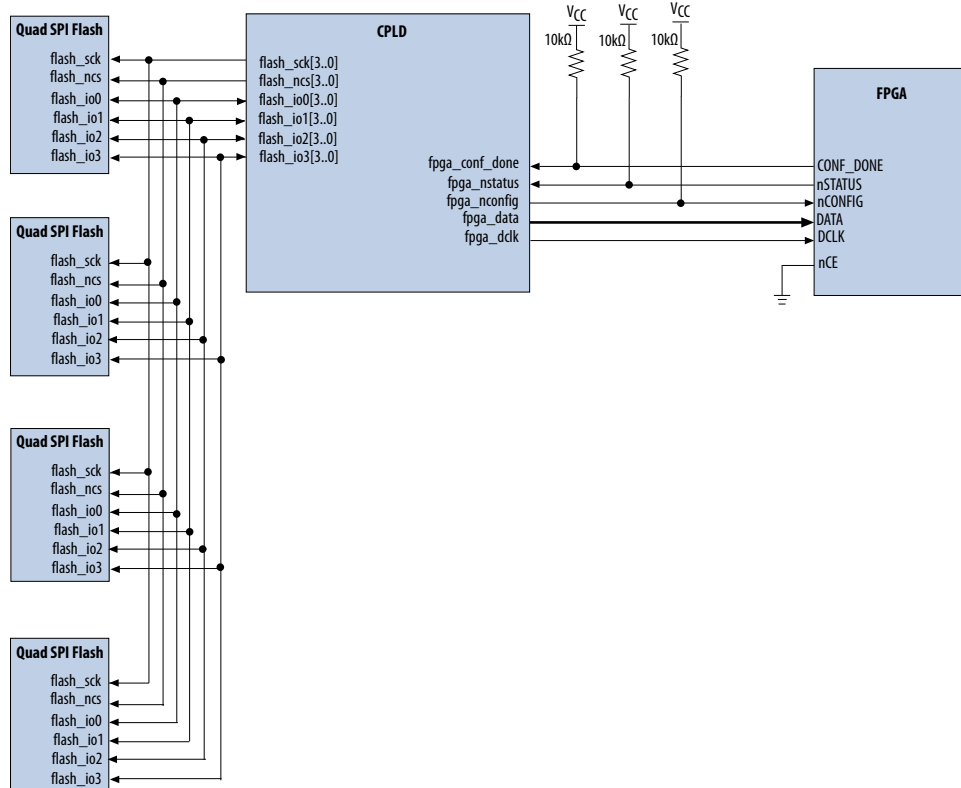 Quad SPI Flash
flash_sck
flash_ncs
flash_io0
flash_io1
flash_io2
flash_io3
CPLD
flash_sck[3..0]
flash_ncs[3..0]
flash_io0[3..0]
flash_io1[3..0]
flash_io2[3..0]
flash_io3[3..0]
fpga_conf_done
fpga_nstatus
fpga_nconfig
fpga_data
fpga_dclk
VCC
10kΩ
VCC
10kΩ
VCC
10kΩ
FPGA
CONF_DONE
nSTATUS
nCONFIG
DATA
DCLK
nCE
Quad SPI Flash
flash_sck
flash_ncs
flash_io0
flash_io1
flash_io2
flash_io3
Quad SPI Flash
flash_sck
flash_ncs
flash_io0
flash_io1
flash_io2
flash_io3
Quad SPI Flash
flash_sck
flash_ncs
flash_io0
flash_io1
flash_io2
flash_io3